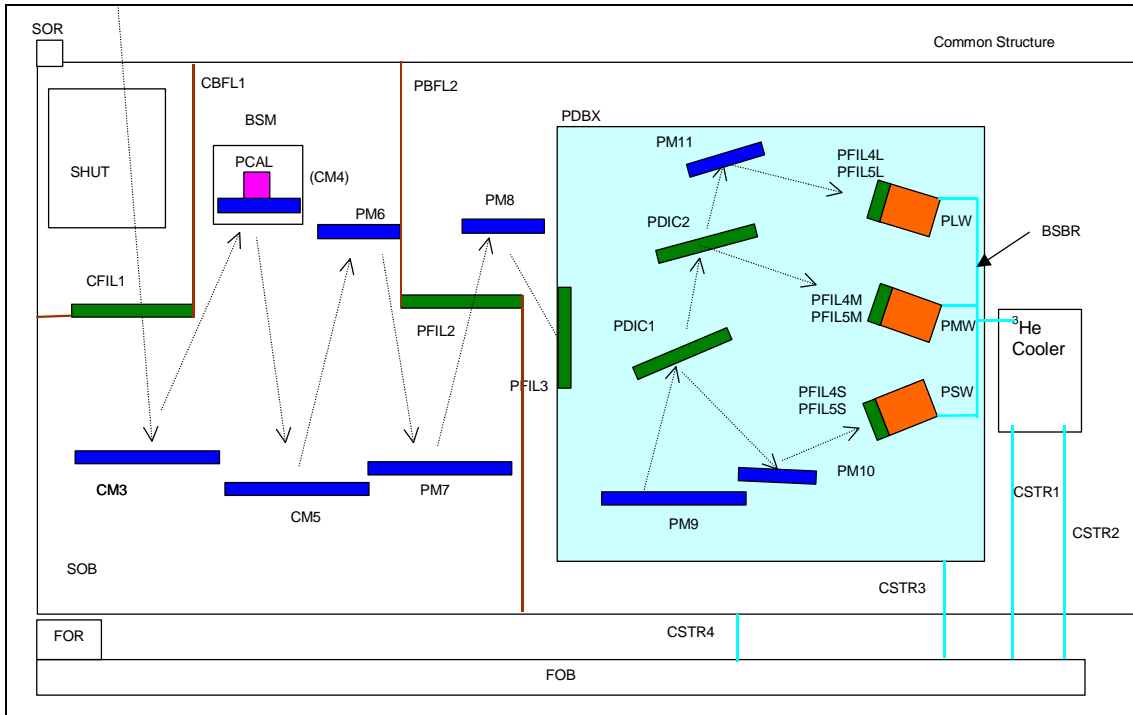 SOR
Common Structure
CBFL1
PBFL2
BSM
PDBX
PM11
PFIL4L
PFIL5L
SHUT
PCAL
(CM4)
PM8
PM6
PDIC2
PLW
BSBR
CFIL1
PFIL2
PFIL3
PDIC1
PFIL4M
PFIL5M
PMW
3He
Cooler
PFIL4S
PFIL5S
PSW
CM3
CM5
PM7
PM9
PM10
CSTR1
CSTR2
SOB
CSTR3
FOR
CSTR4
FOB